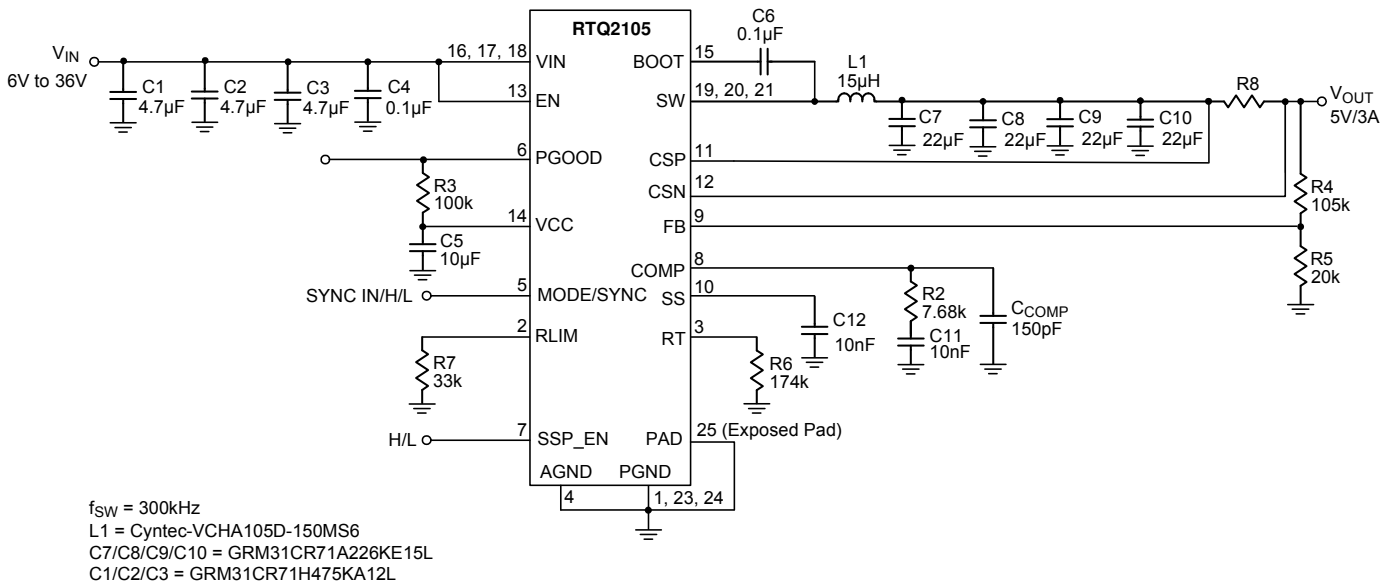 RTQ2105
V_IN
6V to 36V
C1
4.7µF
C2
4.7µF
C3
4.7µF
C4
0.1µF
16, 17, 18
VIN
13
EN
6
PGOOD
R3
100k
14
VCC
C5
10µF
SYNC IN/H/L
5
MODE/SYNC
2
RLIM
R7
33k
H/L
7
SSP_EN
AGND
4
PGND
1, 23, 24
PAD
25 (Exposed Pad)
BOOT
15
C6
0.1µF
SW
19, 20, 21
L1
15µH
C7
22µF
C8
22µF
C9
22µF
C10
22µF
R8
V_OUT
5V/3A
CSP
11
CSN
12
FB
9
R4
105k
R5
20k
COMP
8
R2
7.68k
C11
10nF
C_COMP
150pF
SS
10
C12
10nF
RT
3
R6
174k
f_SW = 300kHz
L1 = Cyntec-VCHA105D-150MS6
C7/C8/C9/C10 = GRM31CR71A226KE15L
C1/C2/C3 = GRM31CR71H475KA12L